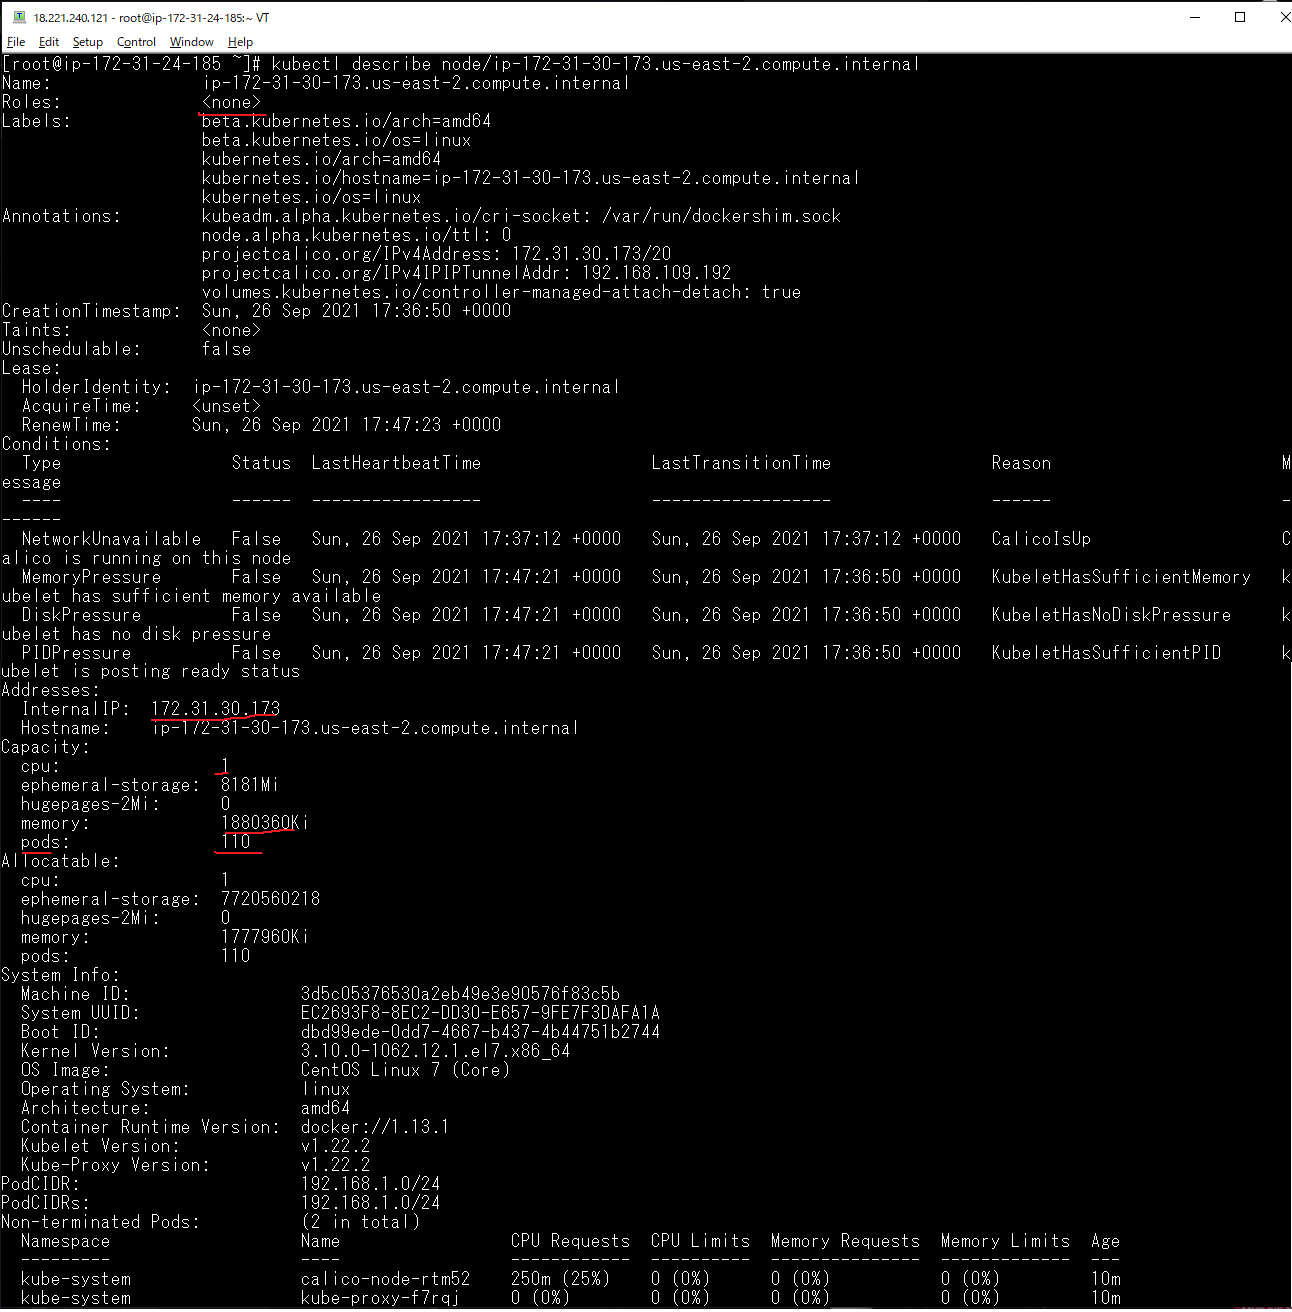 18.221.240.121 - root@ip-172-31-24-185:~ VT
File Edit Setup Control Window Help
[root@ip-172-31-24-185 ~]# kubectl describe node/ip-172-31-30-173.us-east-2.compute.internal
Name: ip-172-31-30-173.us-east-2.compute.internal
Roles: <none>
Labels: beta.kubernetes.io/arch=amd64
beta.kubernetes.io/os=linux
kubernetes.io/arch=amd64
kubernetes.io/hostname=ip-172-31-30-173.us-east-2.compute.internal
kubernetes.io/os=linux
Annotations: kubeadm.alpha.kubernetes.io/cri-socket: /var/run/dockershim.sock
node.alpha.kubernetes.io/ttl: 0
projectcalico.org/IPv4Address: 172.31.30.173/20
projectcalico.org/IPv4IPIPTunnelAddr: 192.168.109.192
volumes.kubernetes.io/controller-managed-attach-detach: true
CreationTimestamp: Sun, 26 Sep 2021 17:36:50 +0000
Taints: <none>
Unschedulable: false
Lease:
HolderIdentity: ip-172-31-30-173.us-east-2.compute.internal
AcquireTime: <unset>
RenewTime: Sun, 26 Sep 2021 17:47:23 +0000
Conditions:
Type Status LastHeartbeatTime LastTransitionTime Reason M
essage
---- ------ ----------------- ------------------ ------ -
------
NetworkUnavailable False Sun, 26 Sep 2021 17:37:12 +0000 Sun, 26 Sep 2021 17:37:12 +0000 CalicoIsUp C
alico is running on this node
MemoryPressure False Sun, 26 Sep 2021 17:47:21 +0000 Sun, 26 Sep 2021 17:36:50 +0000 KubeletHasSufficientMemory k
ubelet has sufficient memory available
DiskPressure False Sun, 26 Sep 2021 17:47:21 +0000 Sun, 26 Sep 2021 17:36:50 +0000 KubeletHasNoDiskPressure k
ubelet has no disk pressure
PIDPressure False Sun, 26 Sep 2021 17:47:21 +0000 Sun, 26 Sep 2021 17:36:50 +0000 KubeletHasSufficientPID k
ubelet is posting ready status
Addresses:
InternalIP: 172.31.30.173
Hostname: ip-172-31-30-173.us-east-2.compute.internal
Capacity:
cpu: 1
ephemeral-storage: 8181Mi
hugepages-2Mi: 0
memory: 1880360Ki
pods: 110
Allocatable:
cpu: 1
ephemeral-storage: 7720560218
hugepages-2Mi: 0
memory: 1777960Ki
pods: 110
System Info:
Machine ID: 3d5c05376530a2eb49e3e90576f83c5b
System UUID: EC2693F8-8EC2-DD30-E657-9FE7F3DAFA1A
Boot ID: dbd99ede-0dd7-4667-b437-4b44751b2744
Kernel Version: 3.10.0-1062.12.1.el7.x86_64
OS Image: CentOS Linux 7 (Core)
Operating System: linux
Architecture: amd64
Container Runtime Version: docker://1.13.1
Kubelet Version: v1.22.2
Kube-Proxy Version: v1.22.2
PodCIDR: 192.168.1.0/24
PodCIDRs: 192.168.1.0/24
Non-terminated Pods: (2 in total)
Namespace Name CPU Requests CPU Limits Memory Requests Memory Limits Age
--------- ---- ------------ ---------- --------------- ------------- ---
kube-system calico-node-rtm52 250m (25%) 0 (0%) 0 (0%) 0 (0%) 10m
kube-system kube-proxy-f7rqj 0 (0%) 0 (0%) 0 (0%) 0 (0%) 10m